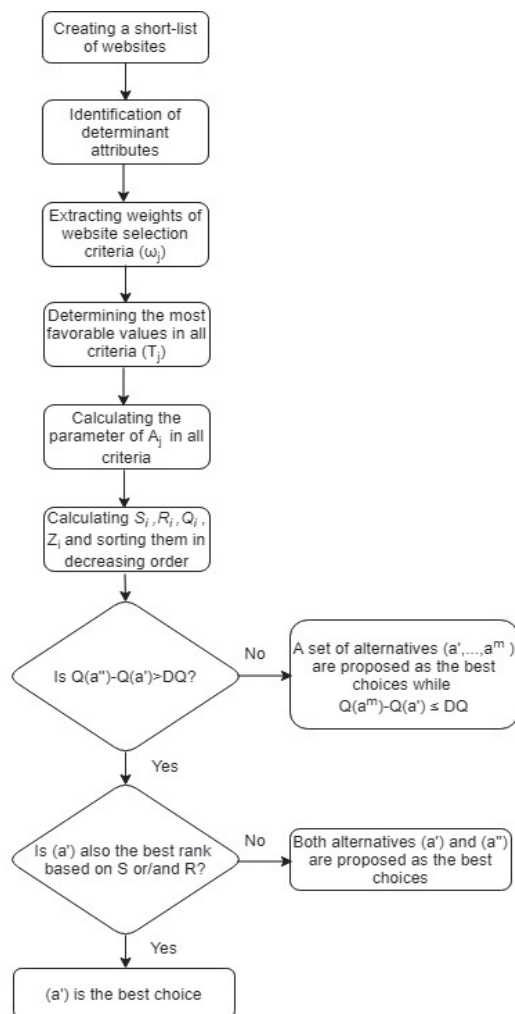 Creating a short-list
of websites
Identification of
determinant
attributes
Extracting weights of
website selection
criteria (ωj)
Determining the most
favorable values in all
criteria (Tj)
Calculating the
parameter of Aj in all
criteria
Calculating Si ,Ri ,Qi ,
Zi and sorting them in
decreasing order
Is Q(a'')-Q(a')>DQ?
No
A set of alternatives (a',...,a^m )
are proposed as the best
choices while
Q(a^m)-Q(a') ≤ DQ
Yes
Is (a') also the best rank
based on S or/and R?
No
Both alternatives (a') and (a'')
are proposed as the best
choices
Yes
(a') is the best choice